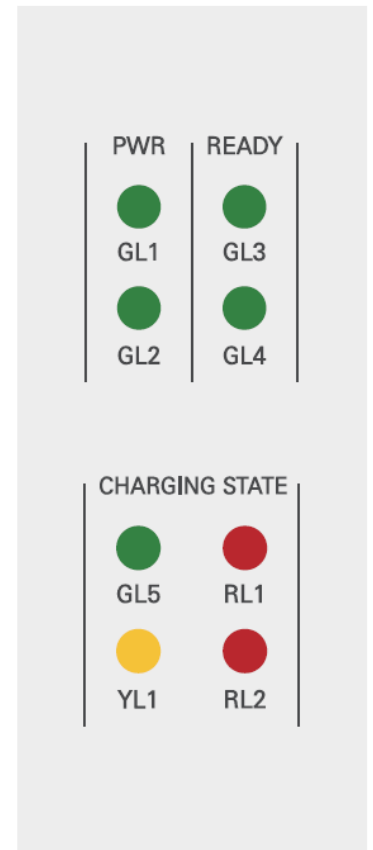 PWR READY
GL1 GL3
GL2 GL4
CHARGING STATE
GL5 RL1
YL1 RL2